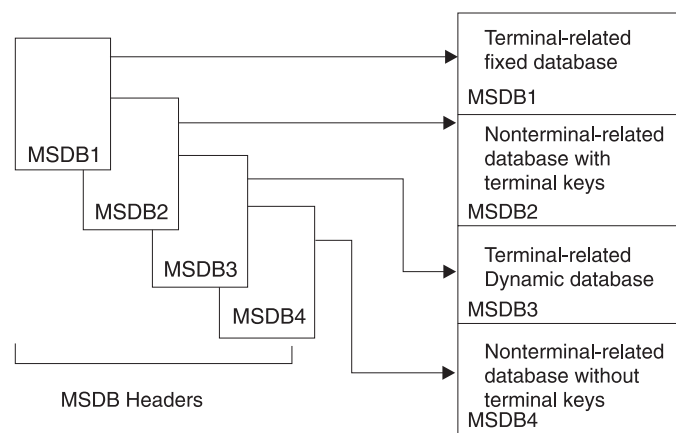 MSDB1
MSDB2
MSDB3
MSDB4
MSDB Headers
Terminal-related
fixed database
MSDB1
Nonterminal-related
database with
terminal keys
MSDB2
Terminal-related
Dynamic database
MSDB3
Nonterminal-related
database without
terminal keys
MSDB4